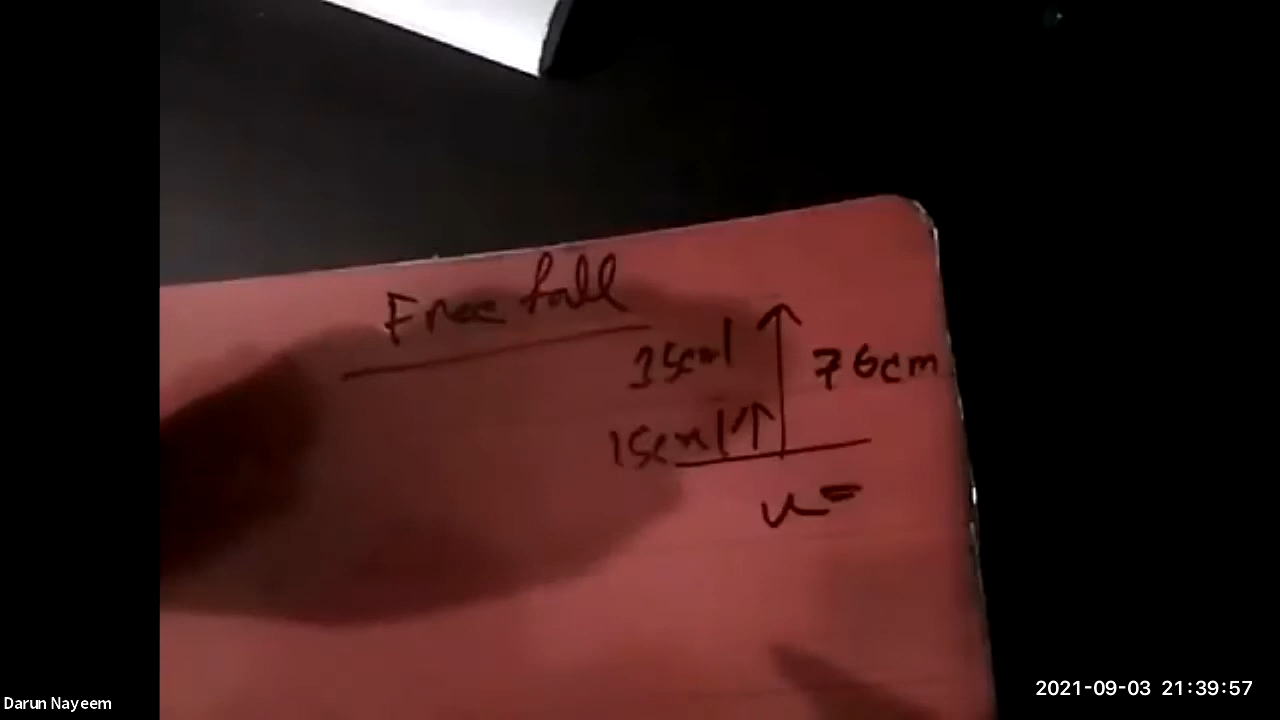 Free fall
35cm
76cm
15cm
u=
Darun Nayeem
2021-09-03 21:39:57